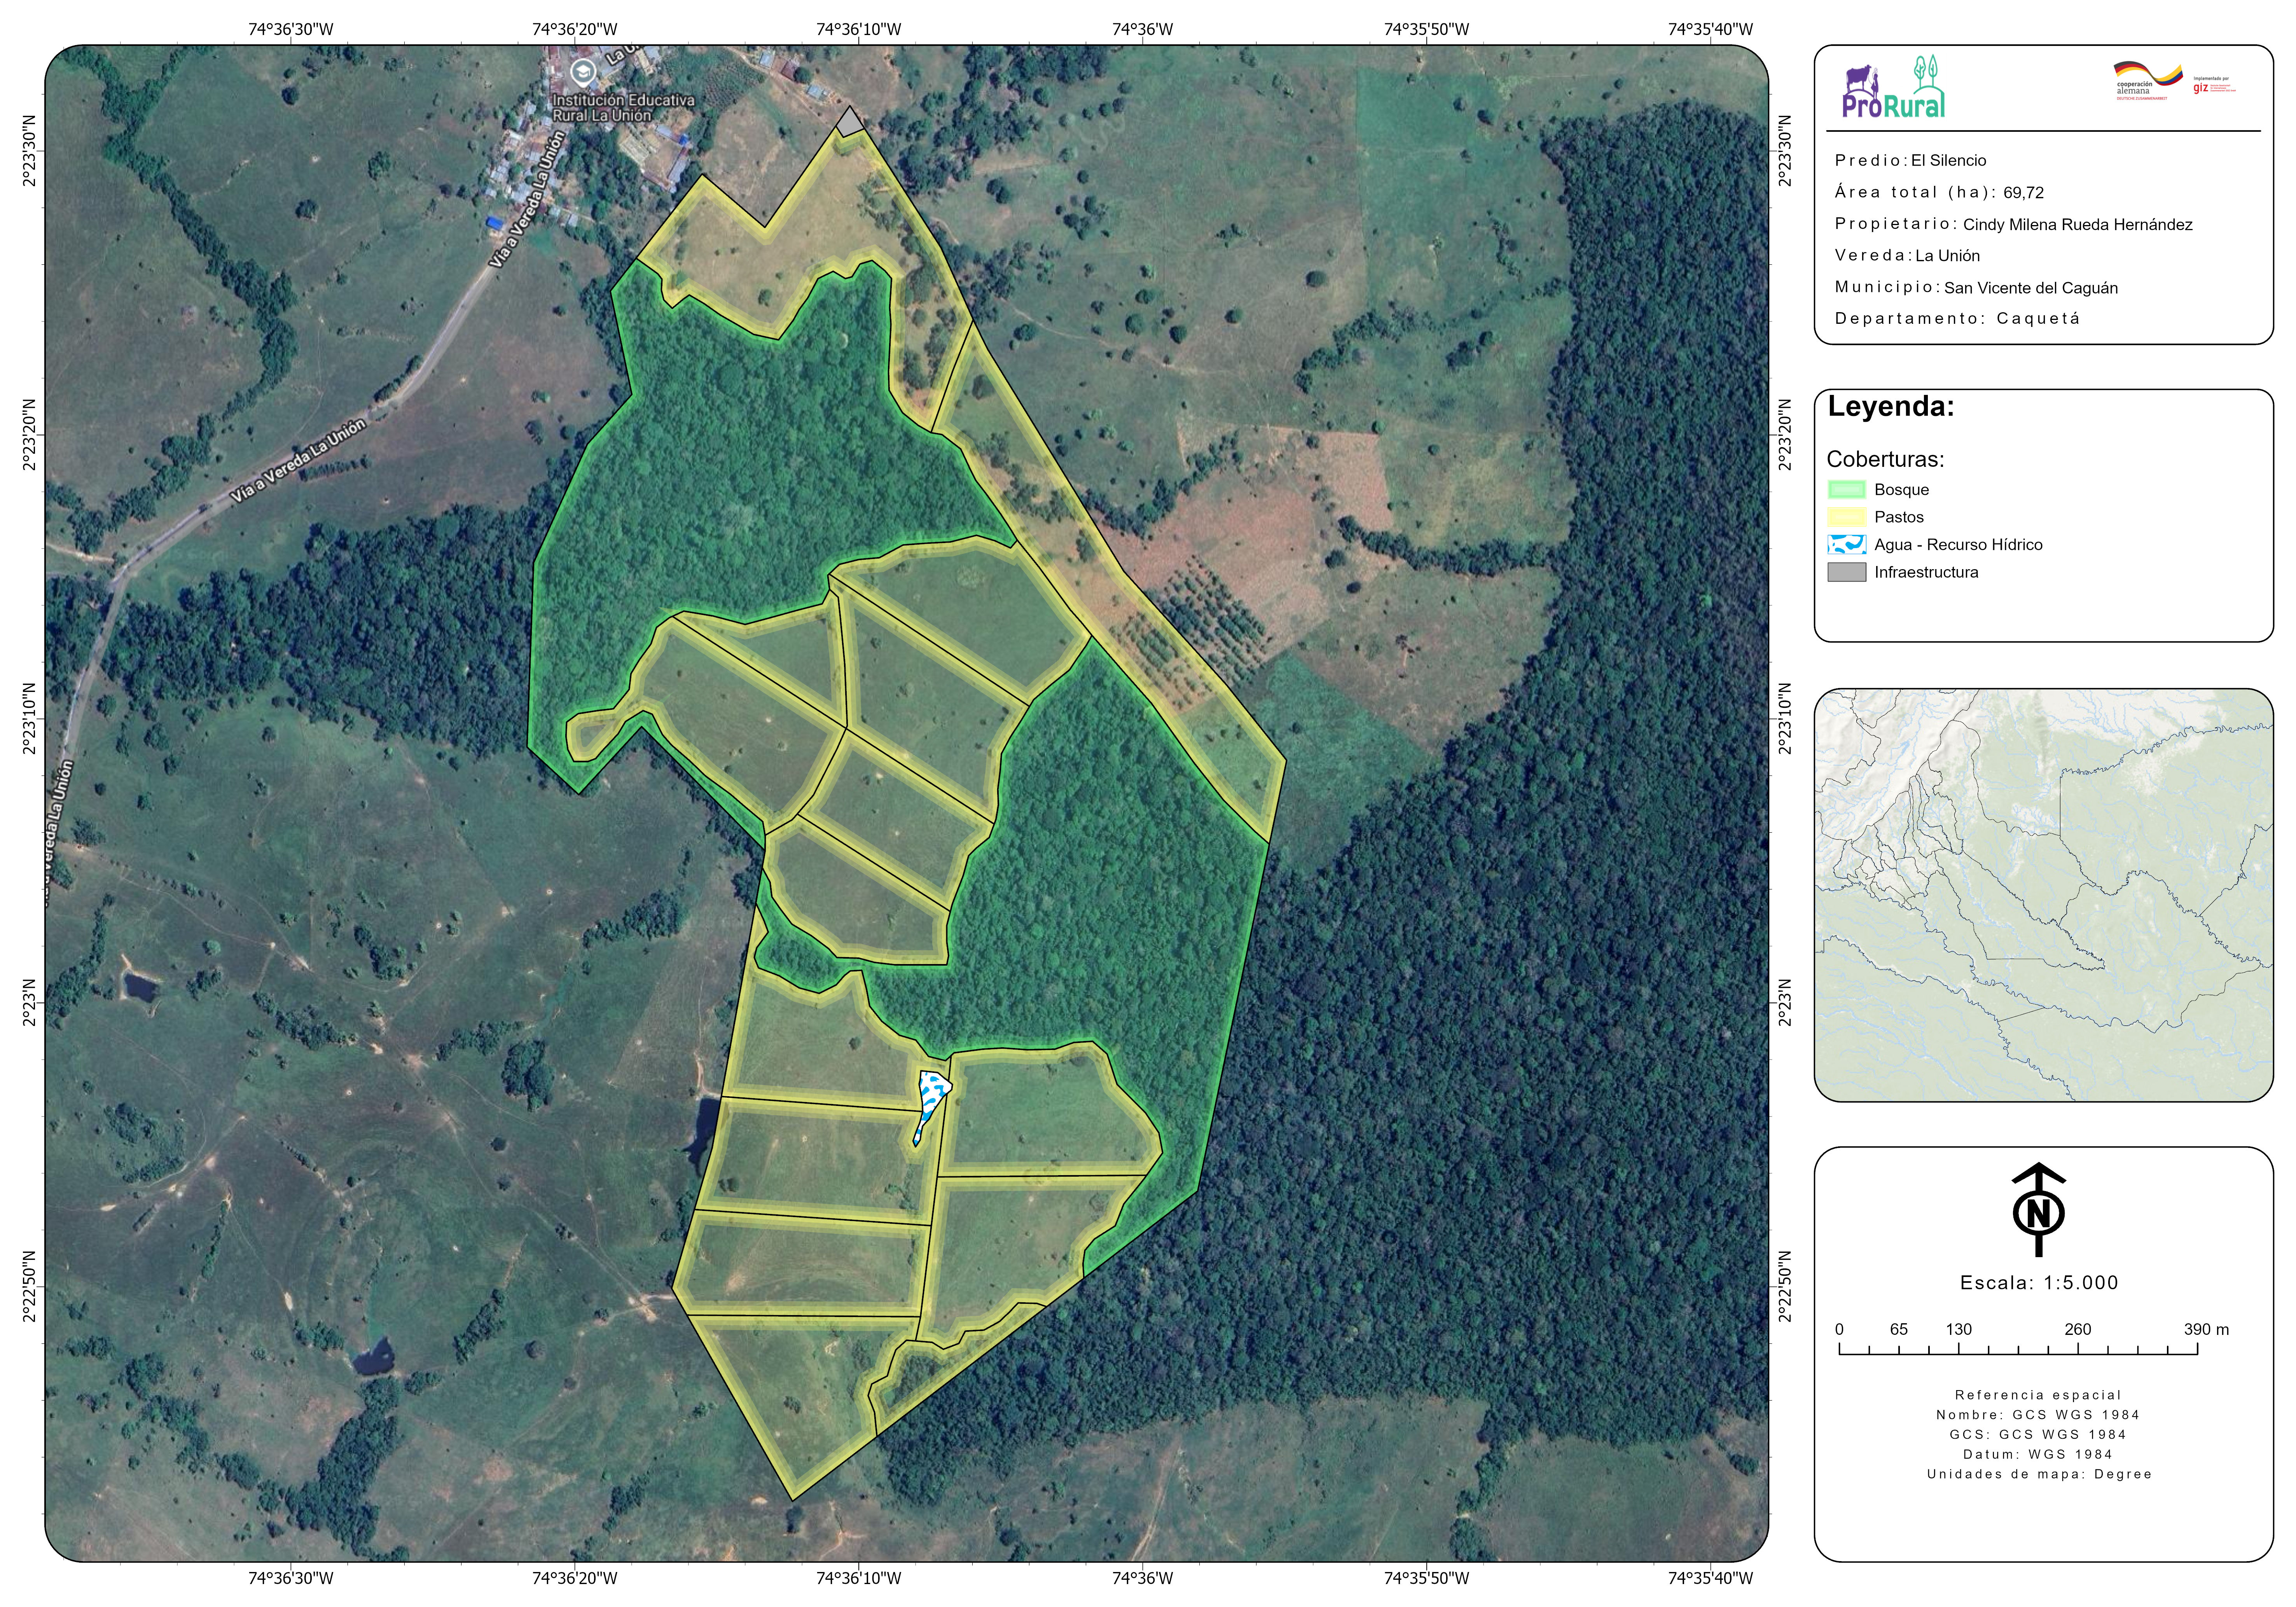 74°36'30"W 74°36'20"W 74°36'10"W 74°36'W 74°35'50"W 74°35'40"W
2°23'30"N 2°23'30"N
2°23'20"N 2°23'20"N
2°23'10"N 2°23'10"N
2°23'N 2°23'N
2°22'50"N 2°22'50"N
La U
Institución Educativa
Rural La Unión
Vía a Vereda La Unión
Vía a Vereda La Unión
Vereda La Unión
a Vereda La Unión
74°36'30"W 74°36'20"W 74°36'10"W 74°36'W 74°35'50"W 74°35'40"W
ProRural
cooperación
alemana
DEUTSCHE ZUSAMMENARBEIT
Implementada por
giz
Predio: El Silencio
Área total (ha): 69,72
Propietario: Cindy Milena Rueda Hernández
Vereda: La Unión
Municipio: San Vicente del Caguán
Departamento: Caquetá
Leyenda:
Coberturas:
Bosque
Pastos
Agua - Recurso Hídrico
Infraestructura
N
Escala: 1:5.000
0 65 130 260 390 m
Referencia espacial
Nombre: GCS WGS 1984
GCS: GCS WGS 1984
Datum: WGS 1984
Unidades de mapa: Degree